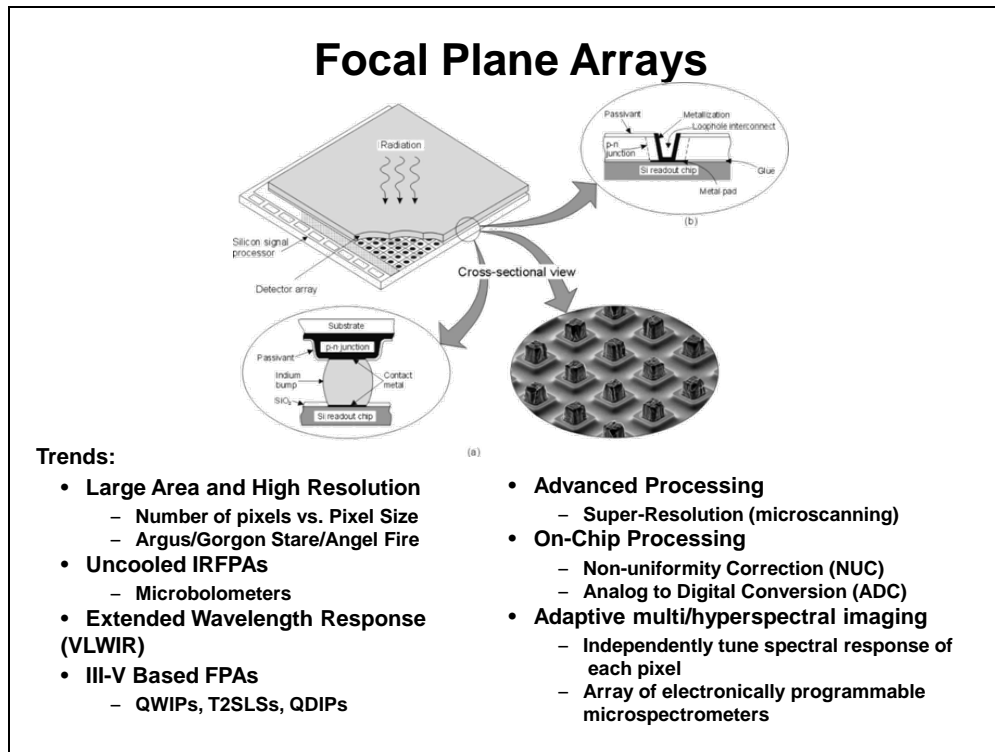 Focal Plane Arrays
Radiation
Silicon signal
processor
Detector array
Cross-sectional view
Passivant
Metallization
Loophole interconnect
p-n
junction
Si readout chip
Glue
Metal pad
(b)
Substrate
p-n junction
Passivant
Indium
bump
Contact
metal
SiO₂
Si readout chip
(a)
Trends:
• Large Area and High Resolution
– Number of pixels vs. Pixel Size
– Argus/Gorgon Stare/Angel Fire
• Uncooled IRFPAs
– Microbolometers
• Extended Wavelength Response
(VLWIR)
• III-V Based FPAs
– QWIPs, T2SLSs, QDIPs
• Advanced Processing
– Super-Resolution (microscanning)
• On-Chip Processing
– Non-uniformity Correction (NUC)
– Analog to Digital Conversion (ADC)
• Adaptive multi/hyperspectral imaging
– Independently tune spectral response of
each pixel
– Array of electronically programmable
microspectrometers